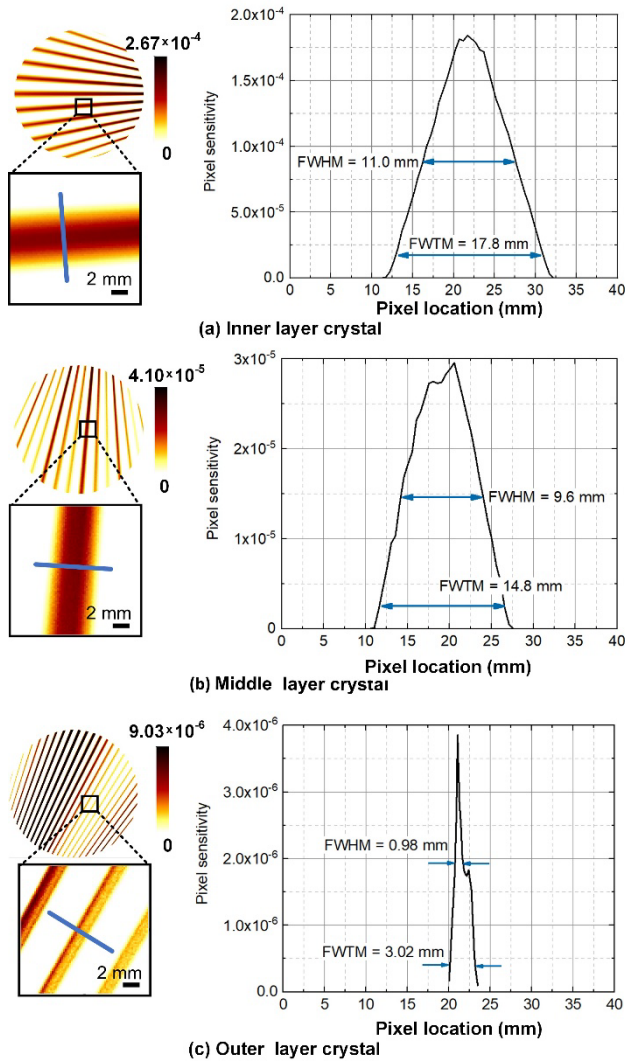 2.67×10⁻⁴
0
2 mm
2.0x10⁻⁴
1.5x10⁻⁴
1.0x10⁻⁴
5.0x10⁻⁵
0.0
Pixel sensitivity
FWHM = 11.0 mm
FWTM = 17.8 mm
0 5 10 15 20 25 30 35 40
Pixel location (mm)
(a) Inner layer crystal
4.10×10⁻⁵
0
2 mm
3x10⁻⁵
2x10⁻⁵
1x10⁻⁵
0
Pixel sensitivity
FWHM = 9.6 mm
FWTM = 14.8 mm
0 5 10 15 20 25 30 35 40
Pixel location (mm)
(b) Middle layer crystal
9.03×10⁻⁶
0
2 mm
4.0x10⁻⁶
3.0x10⁻⁶
2.0x10⁻⁶
1.0x10⁻⁶
0.0
Pixel sensitivity
FWHM = 0.98 mm
FWTM = 3.02 mm
0 5 10 15 20 25 30 35 40
Pixel location (mm)
(c) Outer layer crystal